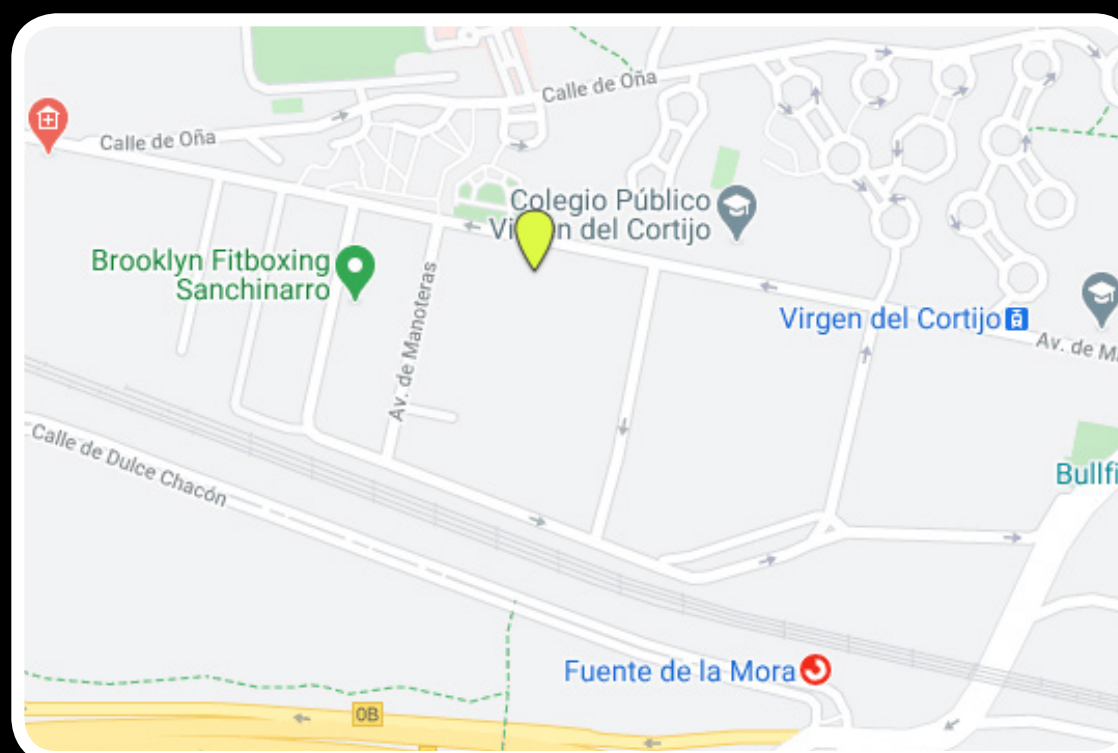 Calle de Oña
Calle de Oña
Colegio Público
Virgen del Cortijo
Brooklyn Fitboxing
Sanchinarro
Av. de Manoteras
Virgen del Cortijo
Av. de Ma
Calle de Dulce Chacón
Bullfi
Fuente de la Mora
0B